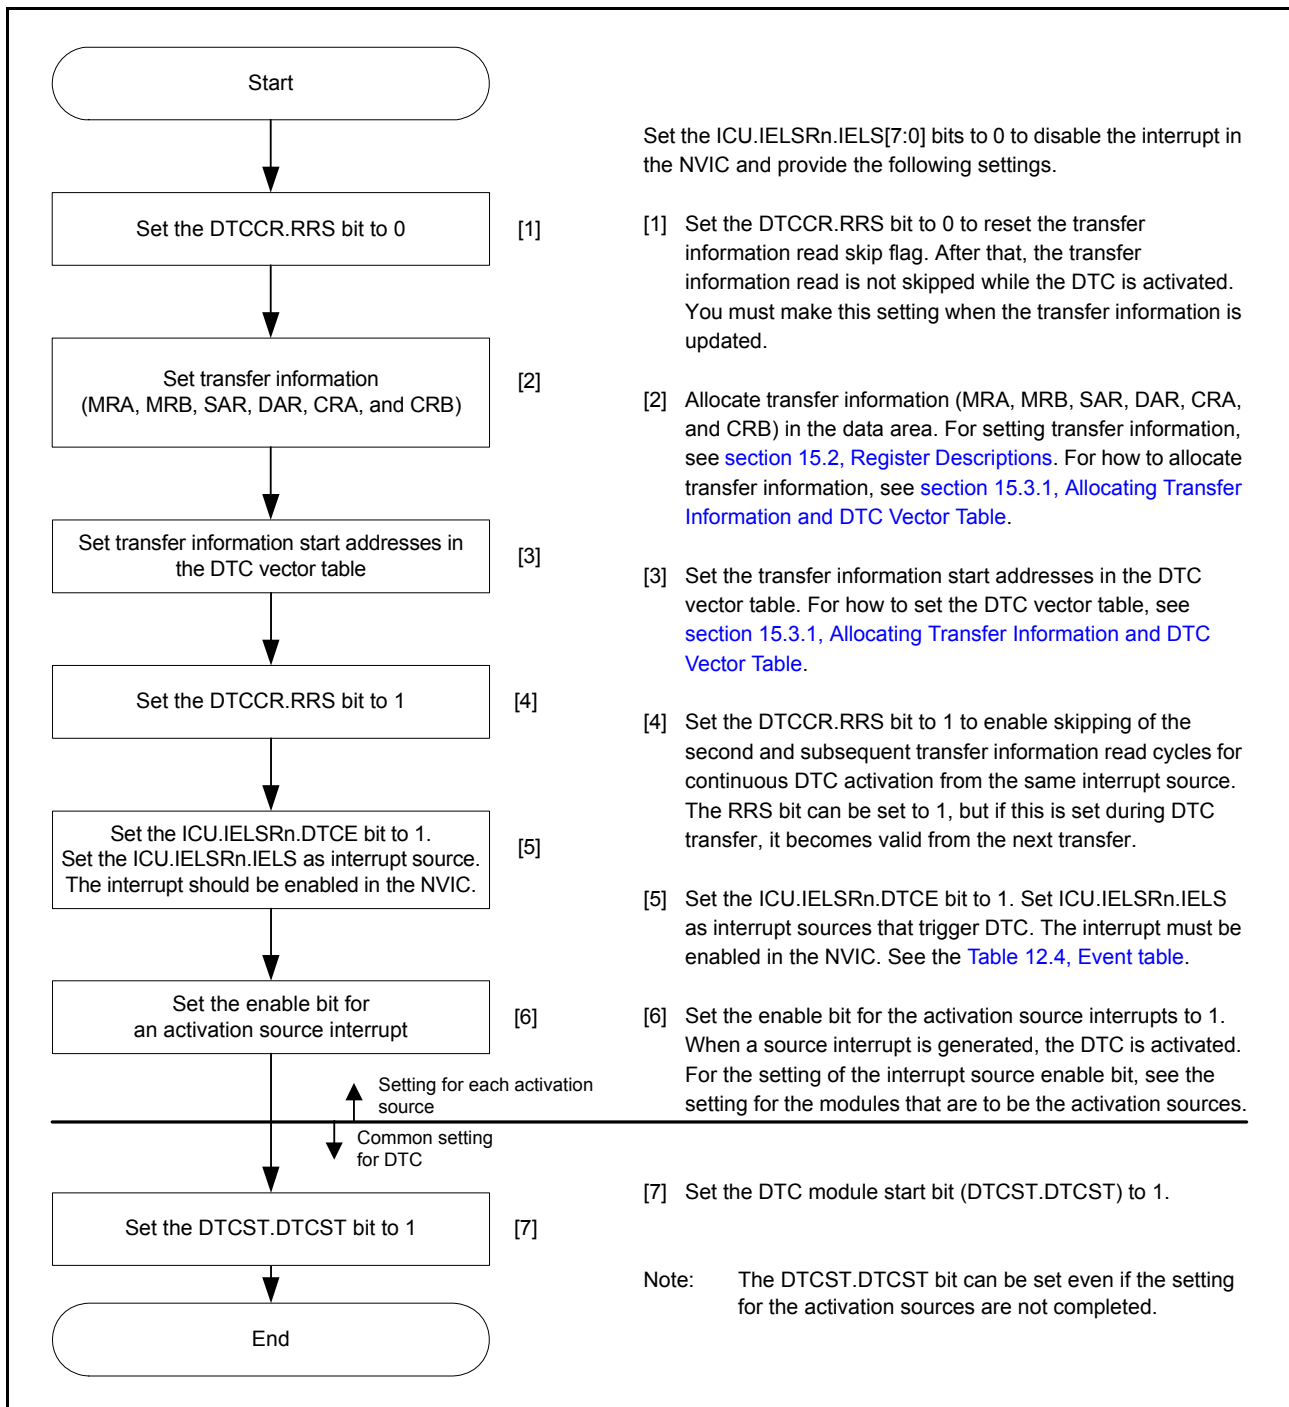 Start
Set the DTCCR.RRS bit to 0
[1]
Set transfer information
(MRA, MRB, SAR, DAR, CRA, and CRB)
[2]
Set transfer information start addresses in
the DTC vector table
[3]
Set the DTCCR.RRS bit to 1
[4]
Set the ICU.IELSRn.DTCE bit to 1.
Set the ICU.IELSRn.IELS as interrupt source.
The interrupt should be enabled in the NVIC.
[5]
Set the enable bit for
an activation source interrupt
[6]
Setting for each activation
source
Common setting
for DTC
Set the DTCST.DTCST bit to 1
[7]
End
Set the ICU.IELSRn.IELS[7:0] bits to 0 to disable the interrupt in
the NVIC and provide the following settings.
[1] Set the DTCCR.RRS bit to 0 to reset the transfer
information read skip flag. After that, the transfer
information read is not skipped while the DTC is activated.
You must make this setting when the transfer information is
updated.
[2] Allocate transfer information (MRA, MRB, SAR, DAR, CRA,
and CRB) in the data area. For setting transfer information,
see section 15.2, Register Descriptions. For how to allocate
transfer information, see section 15.3.1, Allocating Transfer
Information and DTC Vector Table.
[3] Set the transfer information start addresses in the DTC
vector table. For how to set the DTC vector table, see
section 15.3.1, Allocating Transfer Information and DTC
Vector Table.
[4] Set the DTCCR.RRS bit to 1 to enable skipping of the
second and subsequent transfer information read cycles for
continuous DTC activation from the same interrupt source.
The RRS bit can be set to 1, but if this is set during DTC
transfer, it becomes valid from the next transfer.
[5] Set the ICU.IELSRn.DTCE bit to 1. Set ICU.IELSRn.IELS
as interrupt sources that trigger DTC. The interrupt must be
enabled in the NVIC. See the Table 12.4, Event table.
[6] Set the enable bit for the activation source interrupts to 1.
When a source interrupt is generated, the DTC is activated.
For the setting of the interrupt source enable bit, see the
setting for the modules that are to be the activation sources.
[7] Set the DTC module start bit (DTCST.DTCST) to 1.
Note: The DTCST.DTCST bit can be set even if the setting
for the activation sources are not completed.